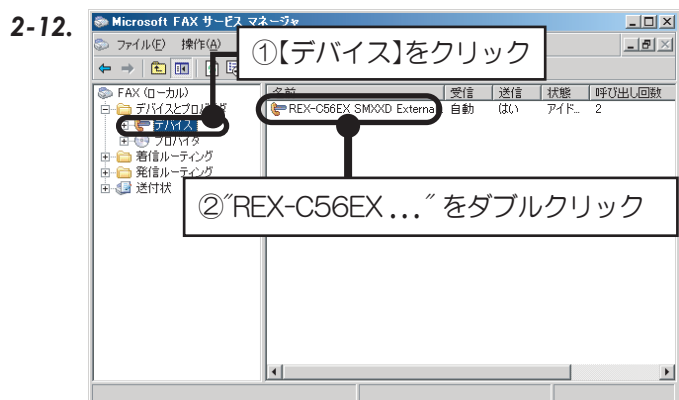 2-12.
Microsoft FAX サービス マネージャ
ファイル(F) 操作(A)
①【デバイス】をクリック
FAX (ローカル)
名前 受信 送信 状態 呼び出し回数
デバイスとプロバイダ
REX-C56EX SMXXD External 自動 はい アイド... 2
デバイス
プロバイダ
着信ルーティング
発信ルーティング
送付状
②"REX-C56EX ..." をダブルクリック